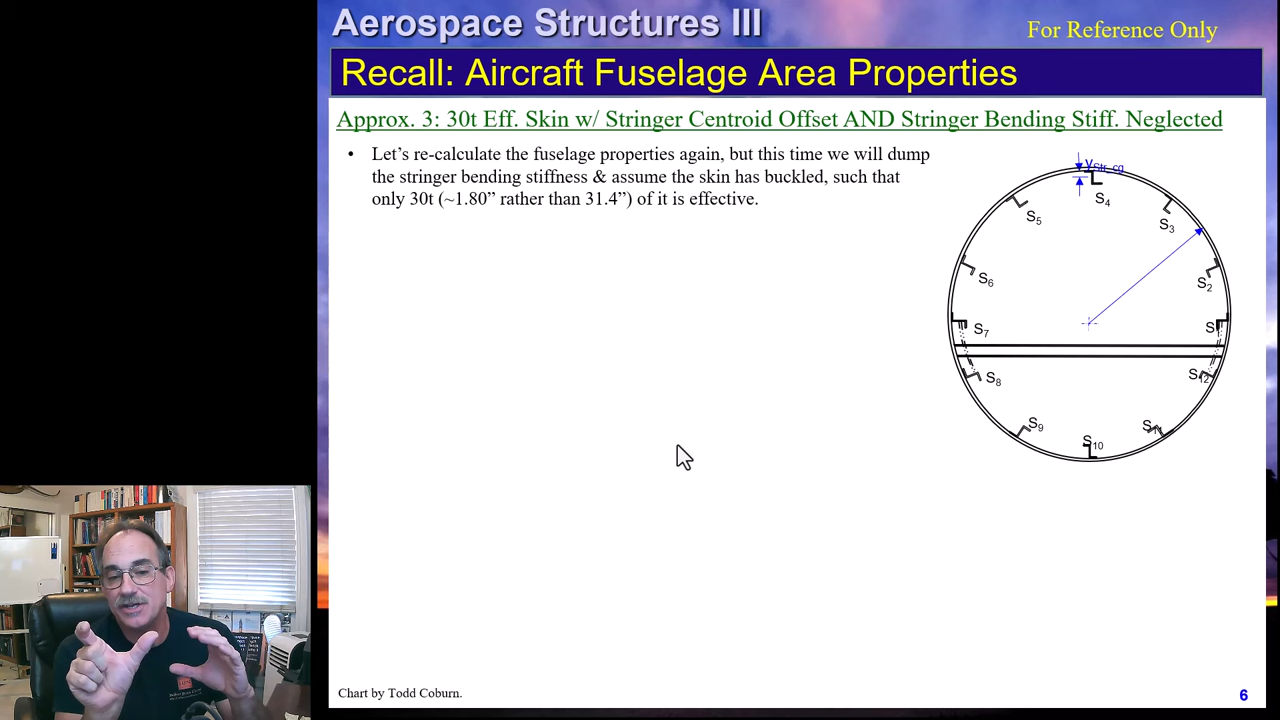 Aerospace Structures III
For Reference Only
Recall: Aircraft Fuselage Area Properties
Approx. 3: 30t Eff. Skin w/ Stringer Centroid Offset AND Stringer Bending Stiff. Neglected
• Let’s re-calculate the fuselage properties again, but this time we will dump
the stringer bending stiffness & assume the skin has buckled, such that
only 30t (~1.80” rather than 31.4”) of it is effective.
yStr_cg
S4
S5
S3
S6
S2
S7
S
S8
S12
S9
S10
S11
Chart by Todd Coburn.
6